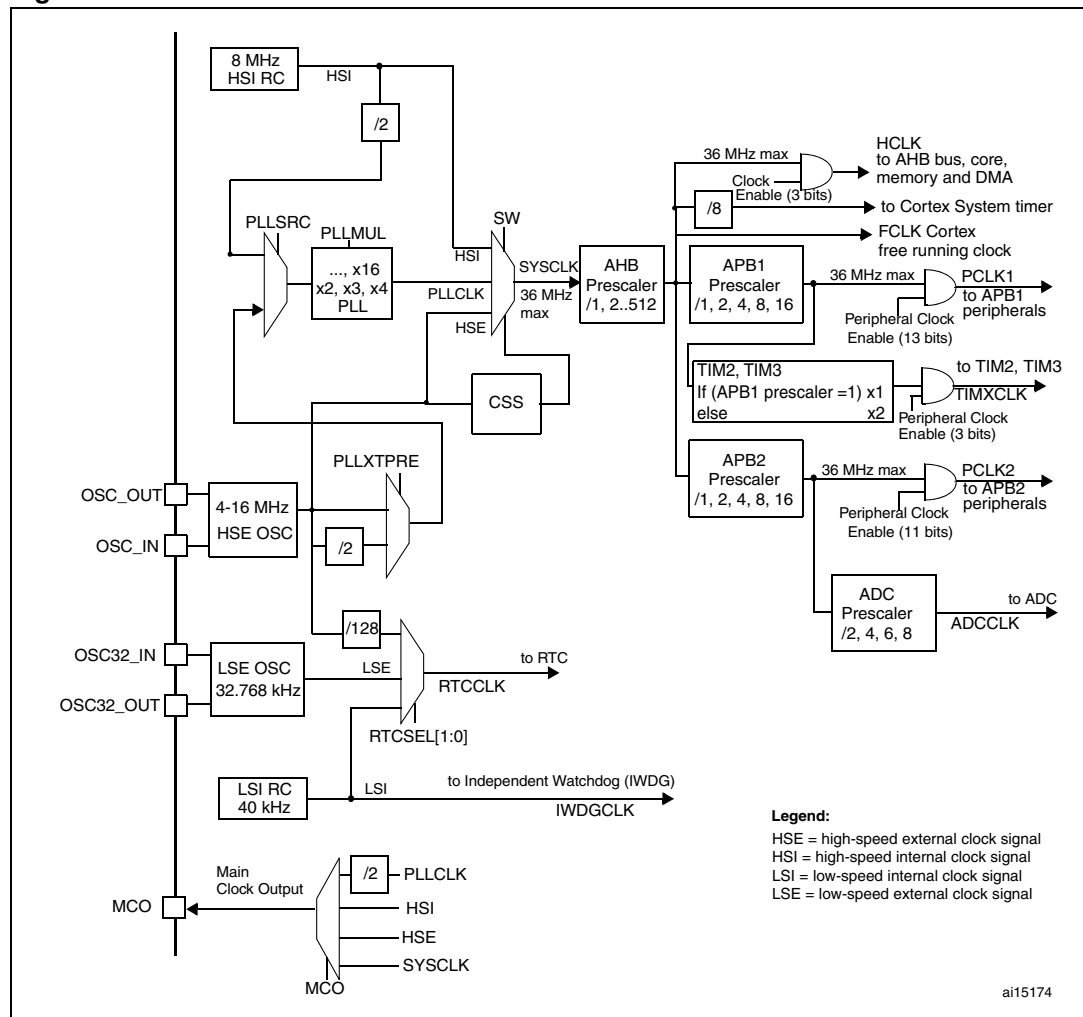 8 MHz
HSI RC
HSI
/2
36 MHz max
HCLK
to AHB bus, core,
memory and DMA
Clock
Enable (3 bits)
/8
to Cortex System timer
FCLK Cortex
free running clock
PLLSRC
PLLMUL
SW
..., x16
x2, x3, x4
PLL
HSI
PLLCLK
HSE
SYSCLK
36 MHz
max
AHB
Prescaler
/1, 2..512
APB1
Prescaler
/1, 2, 4, 8, 16
36 MHz max
PCLK1
to APB1
peripherals
Peripheral Clock
Enable (13 bits)
TIM2, TIM3
If (APB1 prescaler =1) x1
else x2
to TIM2, TIM3
TIMXCLK
Peripheral Clock
Enable (3 bits)
CSS
PLLXTPRE
APB2
Prescaler
/1, 2, 4, 8, 16
36 MHz max
PCLK2
to APB2
peripherals
Peripheral Clock
Enable (11 bits)
OSC_OUT
OSC_IN
4-16 MHz
HSE OSC
/2
ADC
Prescaler
/2, 4, 6, 8
to ADC
ADCCLK
/128
OSC32_IN
OSC32_OUT
LSE OSC
32.768 kHz
LSE
to RTC
RTCCLK
RTCSEL[1:0]
LSI RC
40 kHz
LSI
to Independent Watchdog (IWDG)
IWDGCLK
Legend:
HSE = high-speed external clock signal
HSI = high-speed internal clock signal
LSI = low-speed internal clock signal
LSE = low-speed external clock signal
Main
Clock Output
MCO
/2
PLLCLK
HSI
HSE
SYSCLK
MCO
ai15174